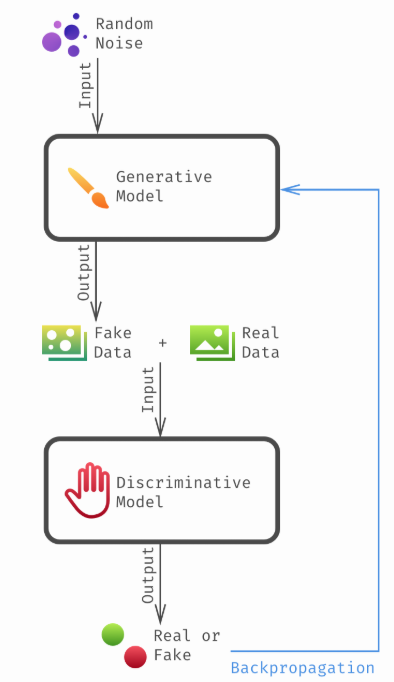 Random
Noise
Input
Generative
Model
Output
Fake
Data
+
Real
Data
Input
Discriminative
Model
Output
Real or
Fake
Backpropagation